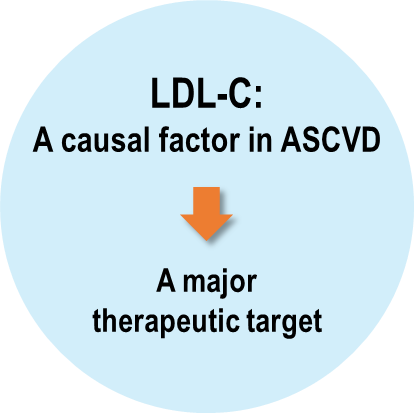 LDL-C:
A causal factor in ASCVD
A major
therapeutic target